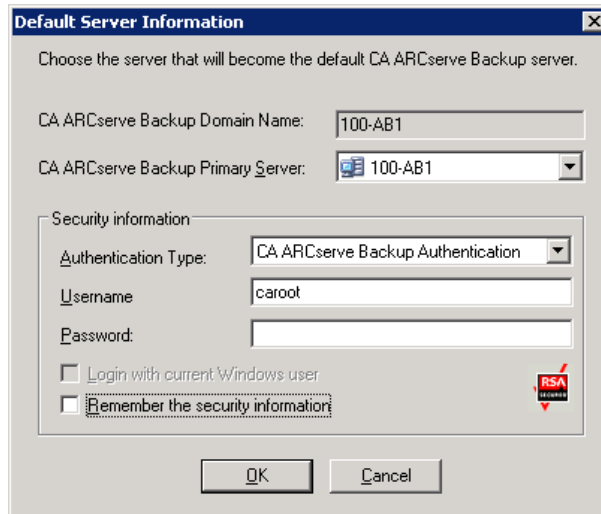 Default Server Information
Choose the server that will become the default CA ARCserve Backup server.
CA ARCserve Backup Domain Name: 100-AB1
CA ARCserve Backup Primary Server: 100-AB1
Security information
Authentication Type: CA ARCserve Backup Authentication
Username caroot
Password:
Login with current Windows user
Remember the security information
RSA
SECURED
OK Cancel